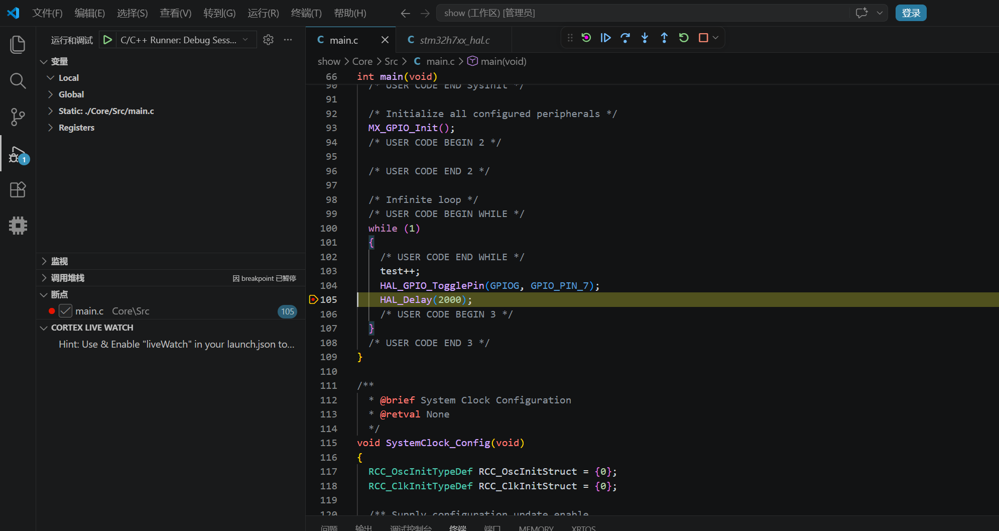 文件(F) 编辑(E) 选择(S) 查看(V) 转到(G) 运行(R) 终端(T) 帮助(H) show (工作区) [管理员] 登录
运行和调试 C/C++ Runner: Debug Sess...
变量
Local
Global
Static: ./Core/Src/main.c
Registers
监视
调用堆栈 因 breakpoint 已暂停
断点
main.c Core\Src 105
CORTEX LIVE WATCH
Hint: Use & Enable "liveWatch" in your launch.json to...
1
main.c stm32h7xx_hal.c
show > Core > Src > C main.c > main(void)
66 int main(void)
90 /* USER CODE END SysInit */
91
92 /* Initialize all configured peripherals */
93 MX_GPIO_Init();
94 /* USER CODE BEGIN 2 */
95
96 /* USER CODE END 2 */
97
98 /* Infinite loop */
99 /* USER CODE BEGIN WHILE */
100 while (1)
101 {
102 /* USER CODE END WHILE */
103 test++;
104 HAL_GPIO_TogglePin(GPIOG, GPIO_PIN_7);
105 HAL_Delay(2000);
106 /* USER CODE BEGIN 3 */
107 }
108 /* USER CODE END 3 */
109 }
110
111 /**
112 * @brief System Clock Configuration
113 * @retval None
114 */
115 void SystemClock_Config(void)
116 {
117 RCC_OscInitTypeDef RCC_OscInitStruct = {0};
118 RCC_ClkInitTypeDef RCC_ClkInitStruct = {0};
119
120 /** Supply configuration update enable
问题 输出 调试控制台 终端 端口 MEMORY XRTOS